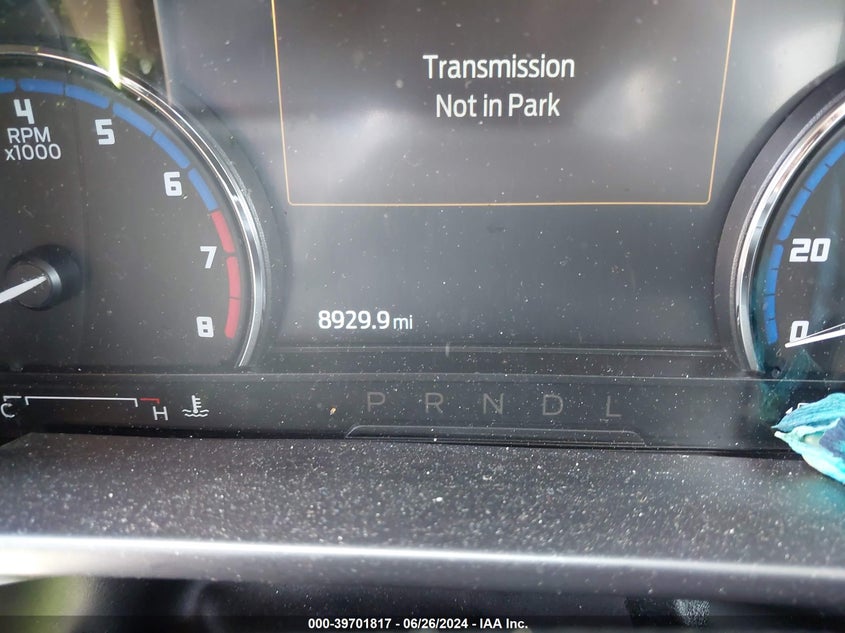 Transmission
Not in Park
4
RPM
x1000
5
6
7
8
20
0
8929.9 mi
C H
P R N D L
000-39701817 - 06/26/2024 - IAA Inc.